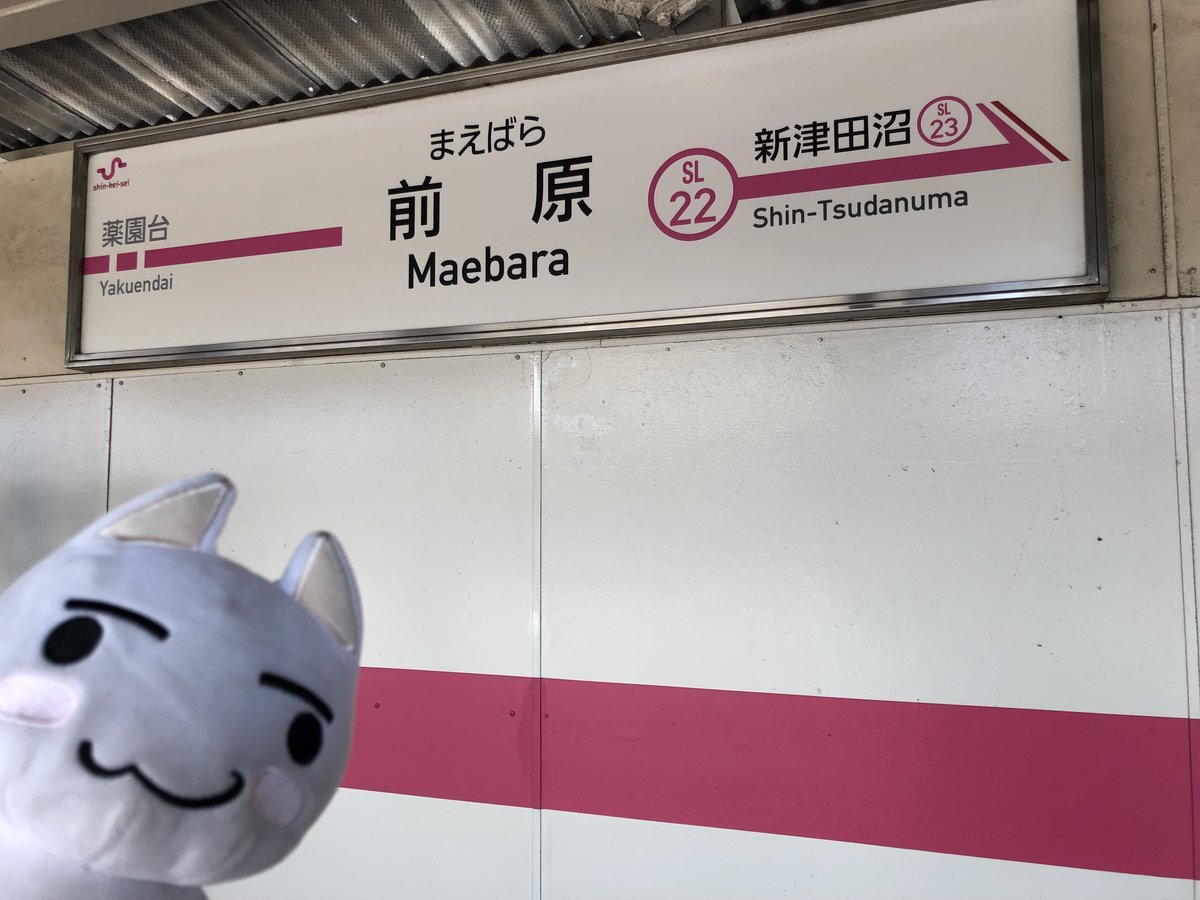 shin-kei-sei
薬園台
Yakuendai
まえばら
前 原
Maebara
SL
22
新津田沼
SL
23
Shin-Tsudanuma